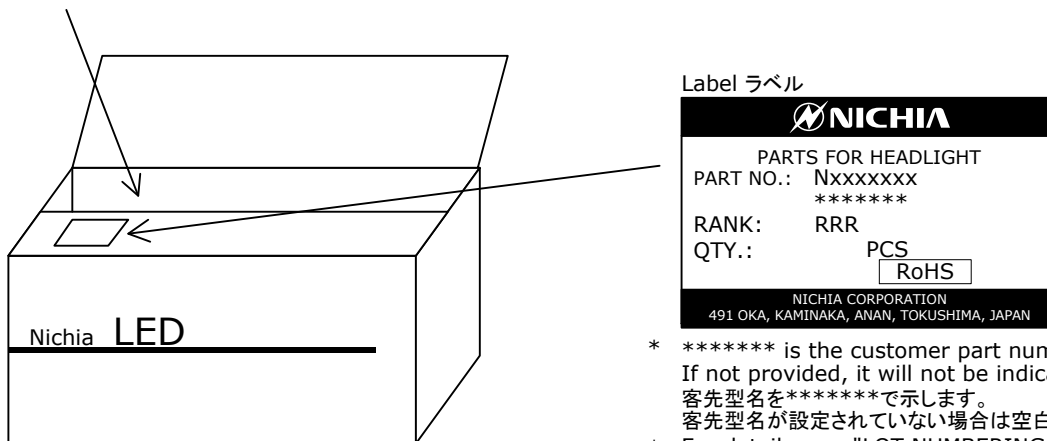 Label ラベル
NICHIA
PARTS FOR HEADLIGHT
PART NO.: Nxxxxxxx
*******
RANK: RRR
QTY.: PCS
RoHS
NICHIA CORPORATION
491 OKA, KAMINAKA, ANAN, TOKUSHIMA, JAPAN
Nichia LED
* ******* is the customer part
If not provided, it will not be
客先型名を*******で示します。
客先型名が設定されていない場合は空白